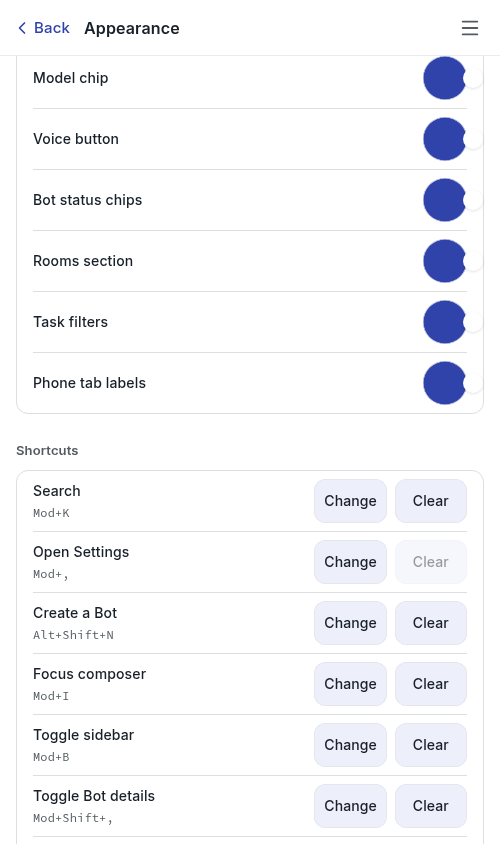 Back Appearance
Model chip
Voice button
Bot status chips
Rooms section
Task filters
Phone tab labels
Shortcuts
Search
Mod+K
Change Clear
Open Settings
Mod+,
Change Clear
Create a Bot
Alt+Shift+N
Change Clear
Focus composer
Mod+I
Change Clear
Toggle sidebar
Mod+B
Change Clear
Toggle Bot details
Mod+Shift+,
Change Clear